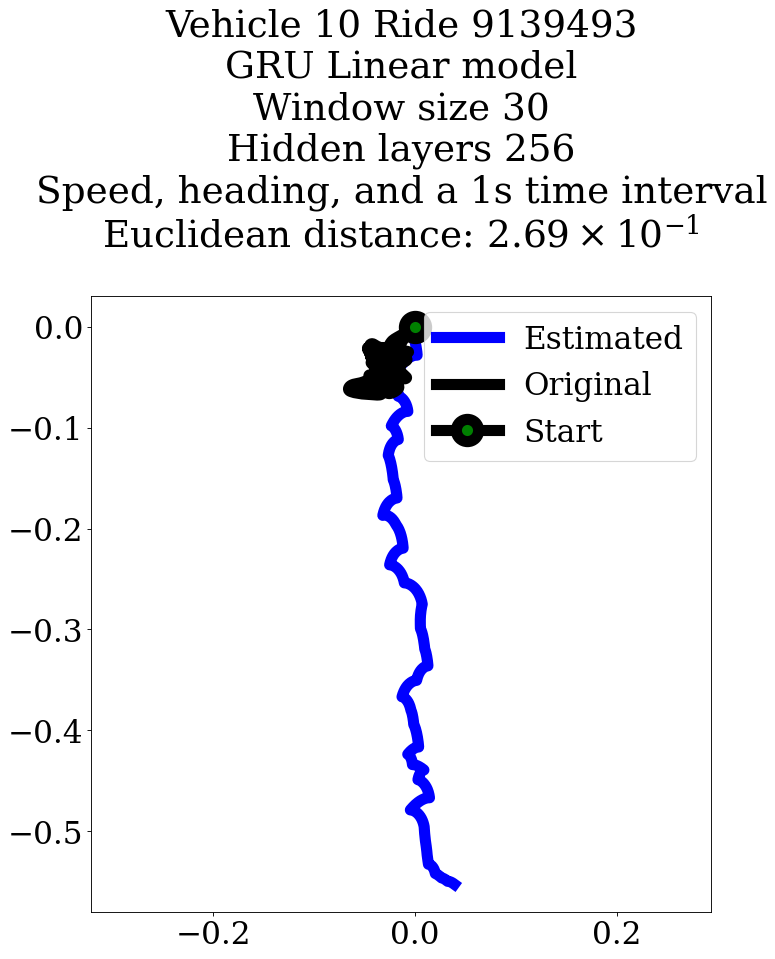 Vehicle 10 Ride 9139493
GRU Linear model
Window size 30
Hidden layers 256
Speed, heading, and a 1s time interval
Euclidean distance: 2.69 × 10⁻¹
Estimated
Original
Start
0.0
−0.1
−0.2
−0.3
−0.4
−0.5
−0.2 0.0 0.2